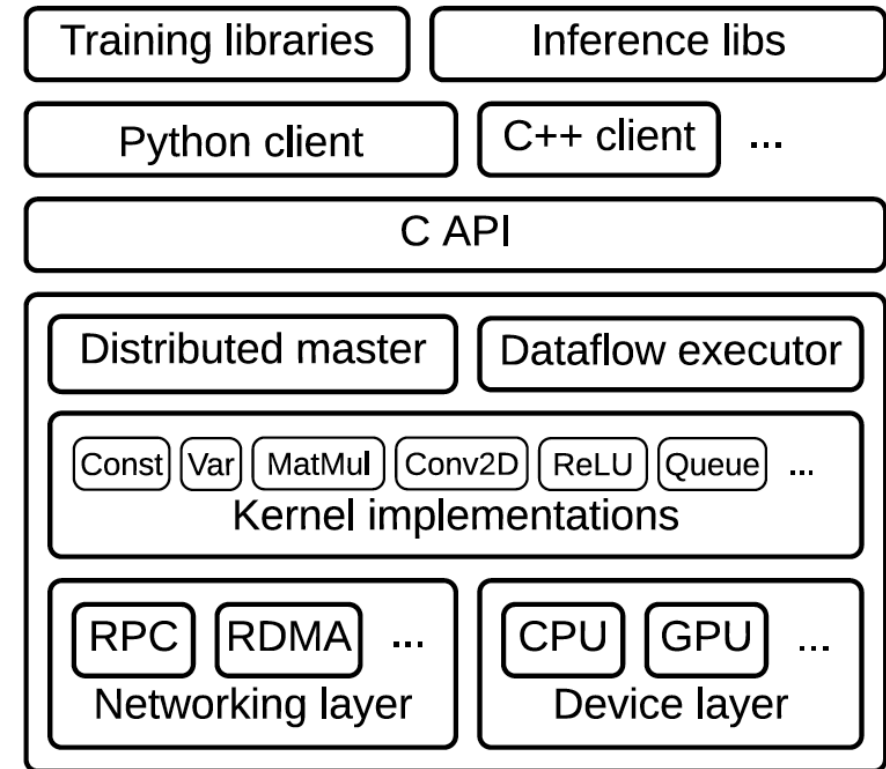 Training libraries Inference libs
Python client C++ client ...
C API
Distributed master Dataflow executor
Const Var MatMul Conv2D ReLU Queue ...
Kernel implementations
RPC RDMA ... CPU GPU ...
Networking layer Device layer